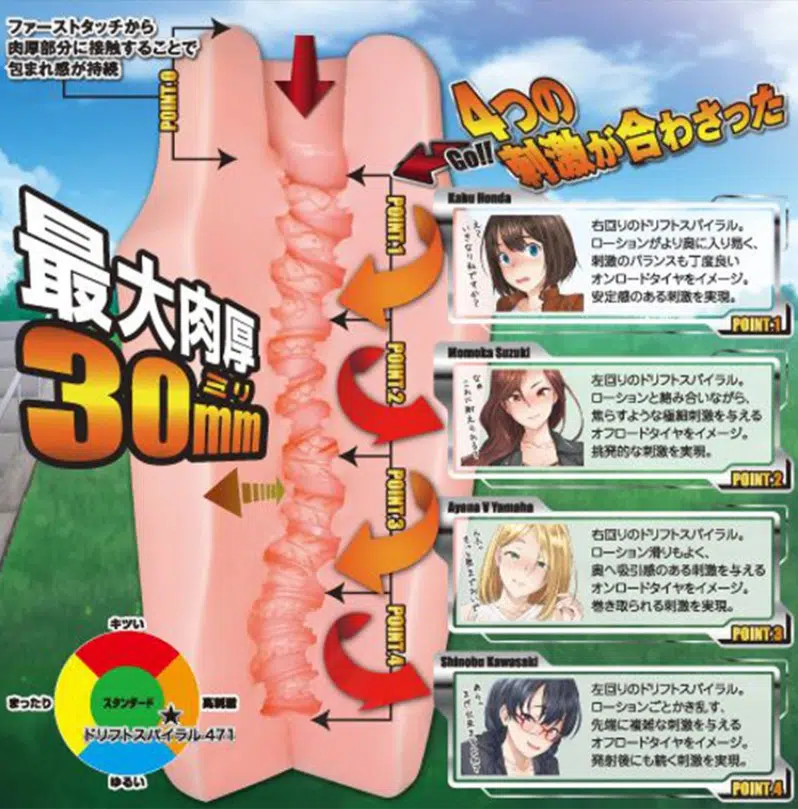 ファーストタッチから
肉厚部分に接触することで
包まれ感が持続
POINT:0
4つの
刺激が合わさった
Go!!
最大肉厚
30mm
ミリ
POINT:1
POINT:2
POINT:3
POINT:4
Kaku Honda
え?
いきなり私ですか?
右回りのドリフトスパイラル。
ローションがより奥に入り易く、
刺激のバランスも丁度良い
オンロードタイヤをイメージ。
安定感のある刺激を実現。
POINT:1
Momoka Suzuki
左回りのドリフトスパイラル。
ローションと絡み合いながら、
焦らすような極細刺激を与える
オフロードタイヤをイメージ。
挑発的な刺激を実現。
POINT:2
Ayana V Yamaha
右回りのドリフトスパイラル。
ローション滑りもよく、
奥へ吸引感のある刺激を与える
オンロードタイヤをイメージ。
巻き取られる刺激を実現。
POINT:3
Shinobu Kawasaki
左回りのドリフトスパイラル。
ローションごとかき乱す、
先端に複雑な刺激を与える
オフロードタイヤをイメージ。
発射後にも続く刺激を実現。
POINT:4
キツい
まったり
スタンダード
高刺激
ドリフトスパイラル 471
ゆるい